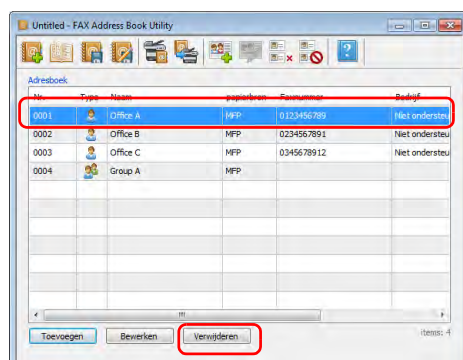 Untitled - FAX Address Book Utility
Adresboek
Nr. Type Naam papierbron Faxnummer Bedrijf
0001 Office A MFP 0123456789 Niet ondersteu
0002 Office B MFP 0234567891 Niet ondersteu
0003 Office C MFP 0345678912 Niet ondersteu
0004 Group A MFP
Toevoegen Bewerken Verwijderen items: 4